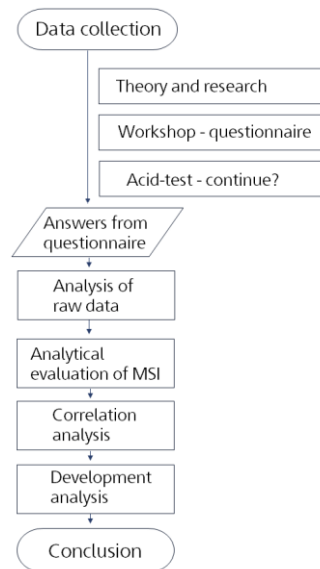 Data collection
Theory and research
Workshop - questionnaire
Acid-test - continue?
Answers from
questionnaire
Analysis of
raw data
Analytical
evaluation of MSI
Correlation
analysis
Development
analysis
Conclusion